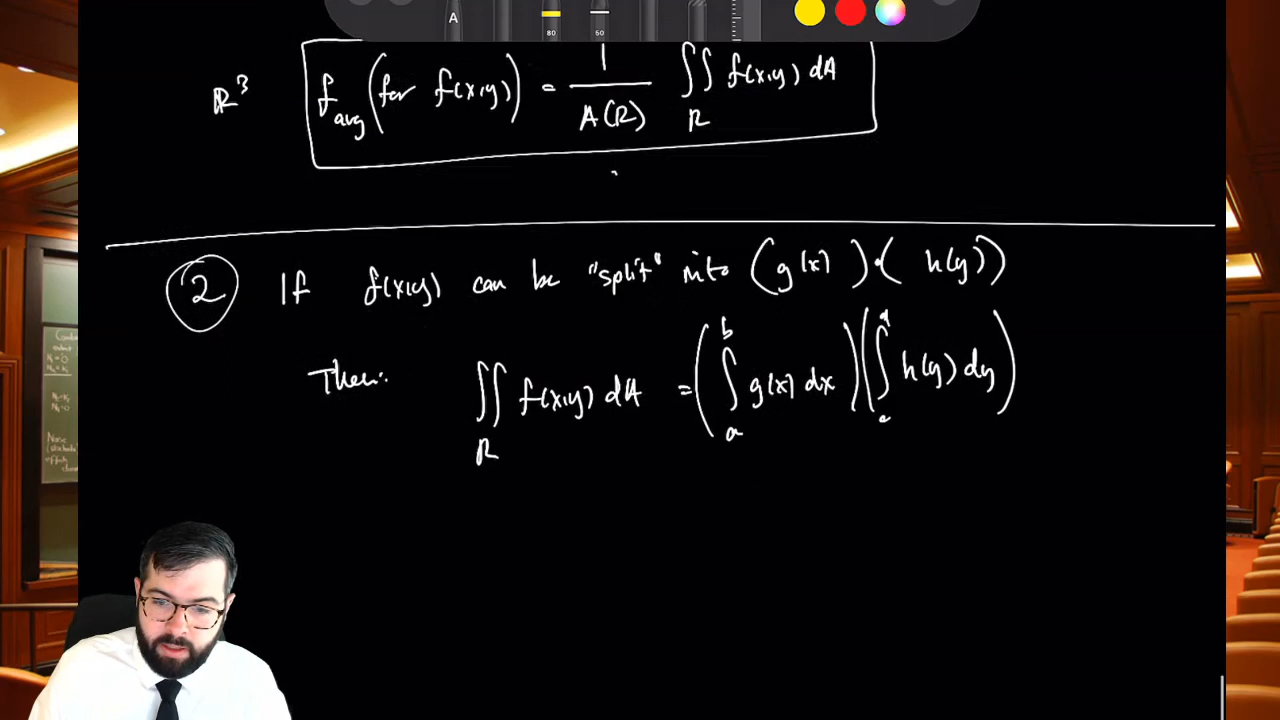 A
80
50
ℝ³ f_avg (for f(x,y)) = 1/A(R) ∬_R f(x,y) dA
② If f(x,y) can be "split" into (g(x))·(h(y))
Then: ∬_R f(x,y) dA = (∫_a^b g(x) dx)(∫_c^d h(y) dy)